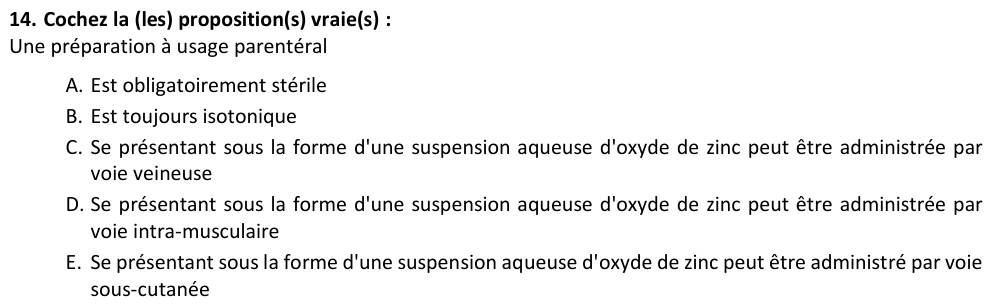 14. Cochez la (les) proposition(s) vraie(s) :
Une préparation à usage parentéral
A. Est obligatoirement stérile
B. Est toujours isotonique
C. Se présentant sous la forme d'une suspension aqueuse d'oxyde de zinc peut être administrée par
voie veineuse
D. Se présentant sous la forme d'une suspension aqueuse d'oxyde de zinc peut être administrée par
voie intra-musculaire
E. Se présentant sous la forme d'une suspension aqueuse d'oxyde de zinc peut être administré par voie
sous-cutanée